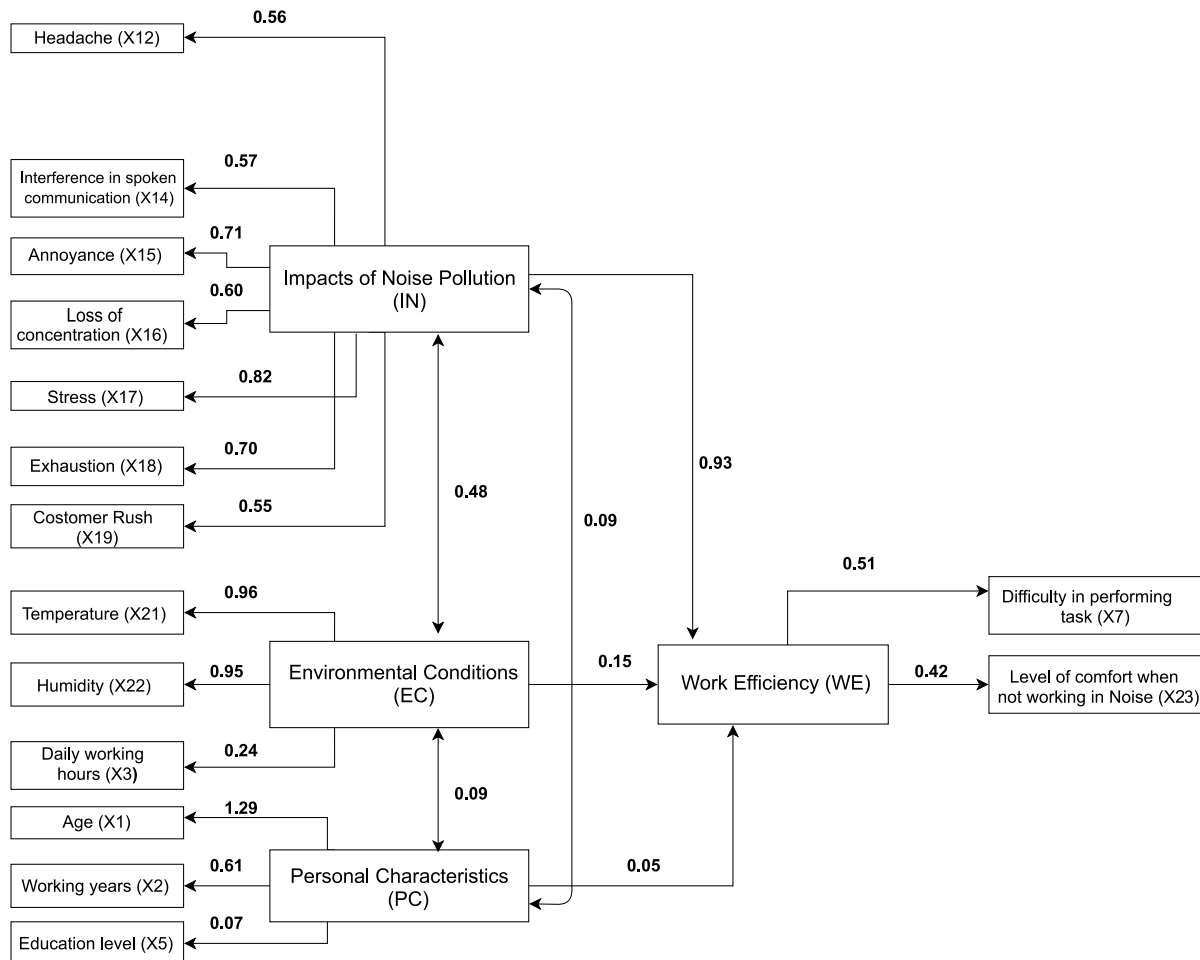 0.56
Headache (X12)
0.57
Interference in spoken
communication (X14)
0.71
Annoyance (X15)
0.60
Loss of
concentration (X16)
0.82
Stress (X17)
0.70
Exhaustion (X18)
0.55
Costomer Rush
(X19)
Impacts of Noise Pollution
(IN)
0.48
0.09
0.93
0.96
Temperature (X21)
0.95
Humidity (X22)
0.24
Daily working
hours (X3)
Environmental Conditions
(EC)
0.15
0.09
1.29
Age (X1)
0.61
Working years (X2)
0.07
Education level (X5)
Personal Characteristics
(PC)
0.05
Work Efficiency (WE)
0.51
Difficulty in performing
task (X7)
0.42
Level of comfort when
not working in Noise (X23)